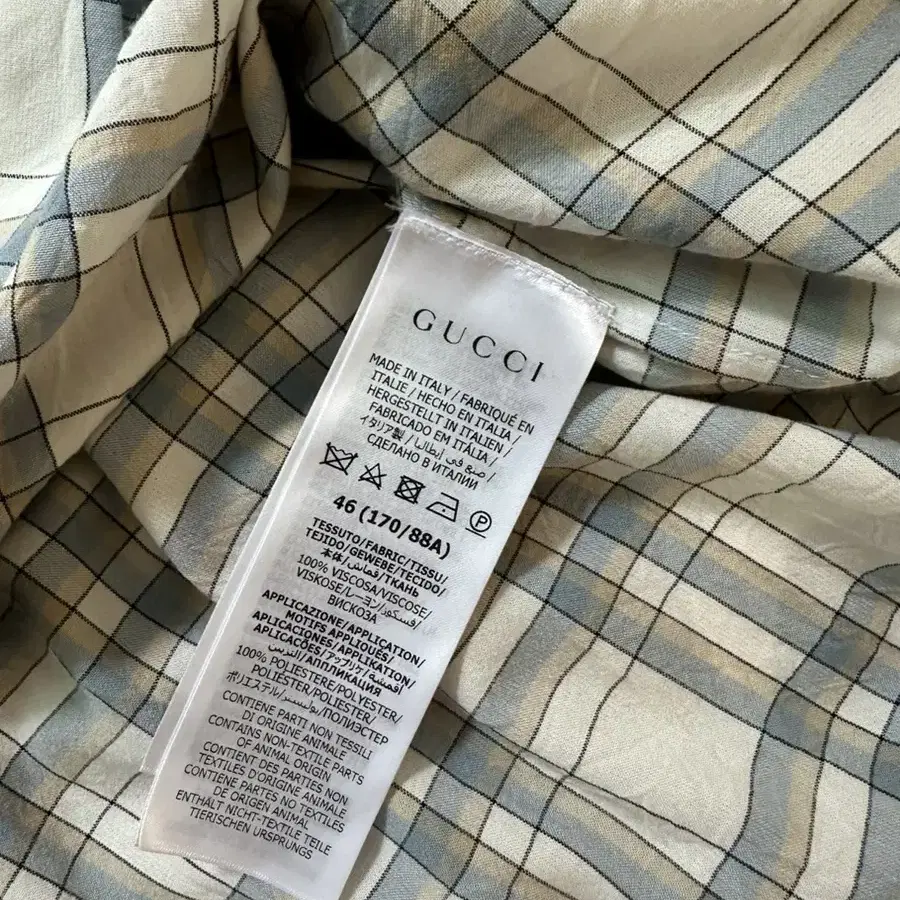 GUCCI
MADE IN ITALY / FABRIQUÉ EN
ITALIE / HECHO EN ITALIA /
HERGESTELLT IN ITALIEN
FABRICADO EM ITÁLIA /
イタリア製 / صنع في إيطاليا /
СДЕЛАНО В ИТАЛИИ
P
46 (170/88A)
TESSUTO/FABRIC/TISSU/
TEJIDO/GEWEBE/TECIDO/
本体/قماش/ТКАНЬ
100% VISCOSA/VISCOSE/
VISKOSE/レーヨン/فسكوز/
ВИСКОЗА
APPLICAZIONE/APPLICATION/
MOTIFS APPLIQUÉS/
APLICACIONES/APPLIKATION/
APLICAÇÕES/アップリケ/أقمشة
التزيين/АППЛИКАЦИЯ
100% POLIESTERE/POLYESTER/
POLIÉSTER/POLYESTER/
ポリエステル/بوليستر/ПОЛИЭСТЕР
CONTIENE PARTI NON TESSILI
DI ORIGINE ANIMALE
CONTAINS NON-TEXTILE PARTS
OF ANIMAL ORIGIN
CONTIENT DES PARTIES NON
TEXTILES D'ORIGINE ANIMALE
CONTIENE PARTES NO TEXTILES
DE ORIGEN ANIMAL
ENTHÄLT NICHT-TEXTILE TEILE
TIERISCHEN URSPRUNGS